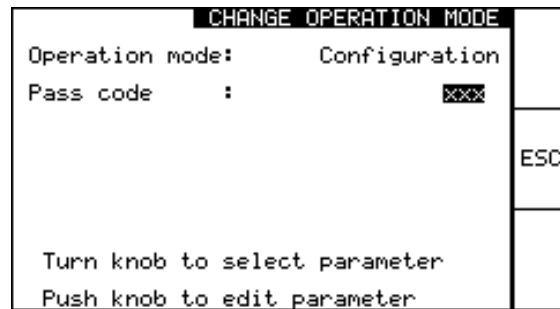 CHANGE OPERATION MODE
Operation mode: Configuration
Pass code : xxx
ESC
Turn knob to select parameter
Push knob to edit parameter